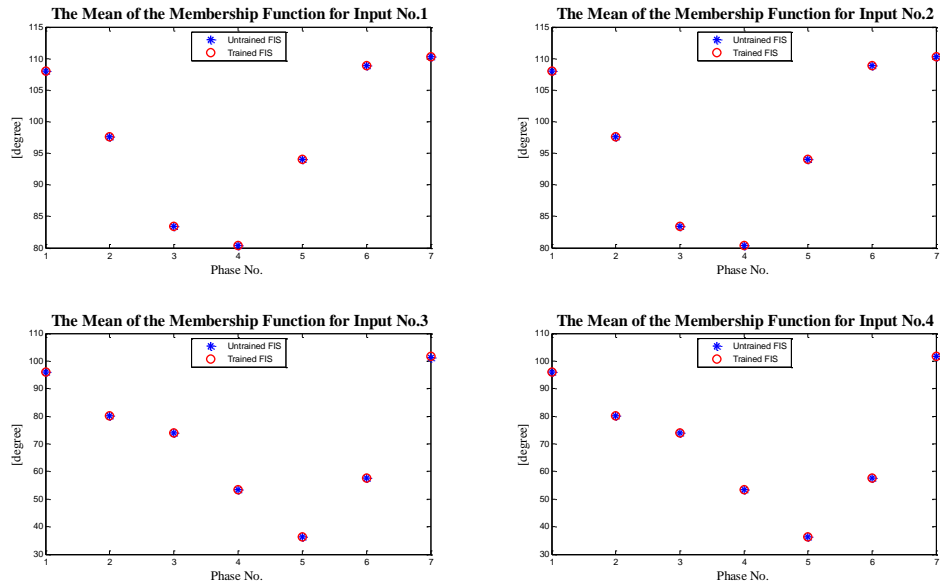 The Mean of the Membership Function for Input No.1
115
110
105
100
95
90
85
80
[degree]
Untrained FIS
Trained FIS
1 2 3 4 5 6 7
Phase No.
The Mean of the Membership Function for Input No.2
115
110
105
100
95
90
85
80
[degree]
Untrained FIS
Trained FIS
1 2 3 4 5 6 7
Phase No.
The Mean of the Membership Function for Input No.3
110
100
90
80
70
60
50
40
30
[degree]
Untrained FIS
Trained FIS
1 2 3 4 5 6 7
Phase No.
The Mean of the Membership Function for Input No.4
110
100
90
80
70
60
50
40
30
[degree]
Untrained FIS
Trained FIS
1 2 3 4 5 6 7
Phase No.